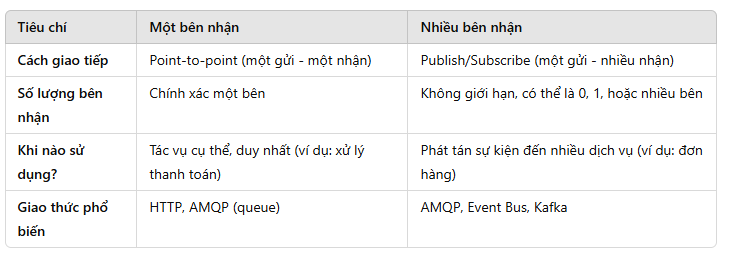 Tiêu chí Một bên nhận Nhiều bên nhận
Cách giao tiếp Point-to-point (một gửi - một nhận) Publish/Subscribe (một gửi - nhiều nhận)
Số lượng bên Chính xác một bên Không giới hạn, có thể là 0, 1, hoặc nhiều bên
nhận
Khi nào sử Tác vụ cụ thể, duy nhất (ví dụ: xử lý Phát tán sự kiện đến nhiều dịch vụ (ví dụ: đơn
dụng? thanh toán) hàng)
Giao thức phổ HTTP, AMQP (queue) AMQP, Event Bus, Kafka
biến